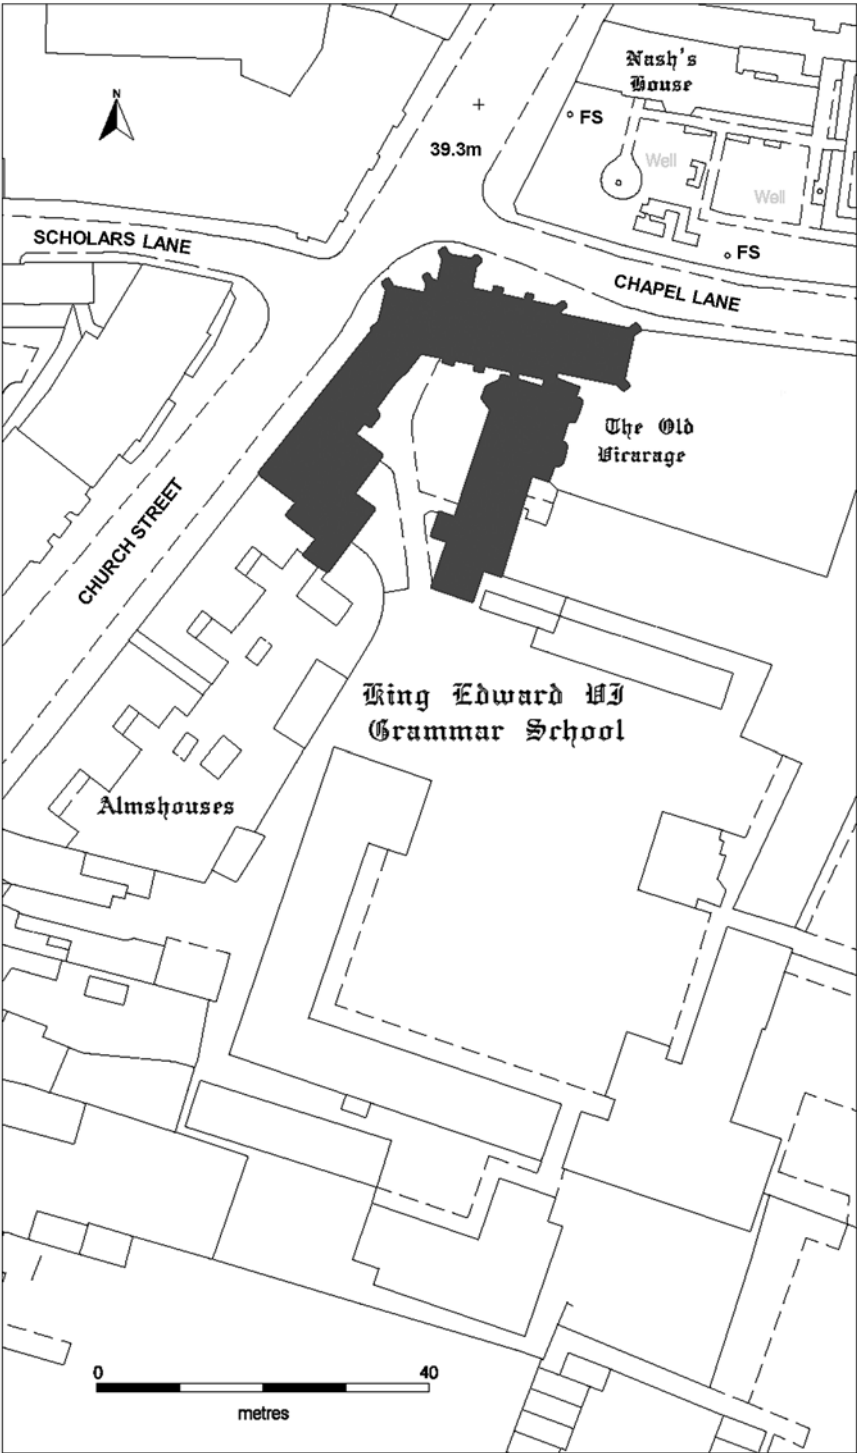 Nash's
House
N
FS
39.3m
Well
Well
SCHOLARS LANE
FS
CHAPEL LANE
The Old
Vicarage
CHURCH STREET
King Edward VI
Grammar School
Almshouses
0
40
metres